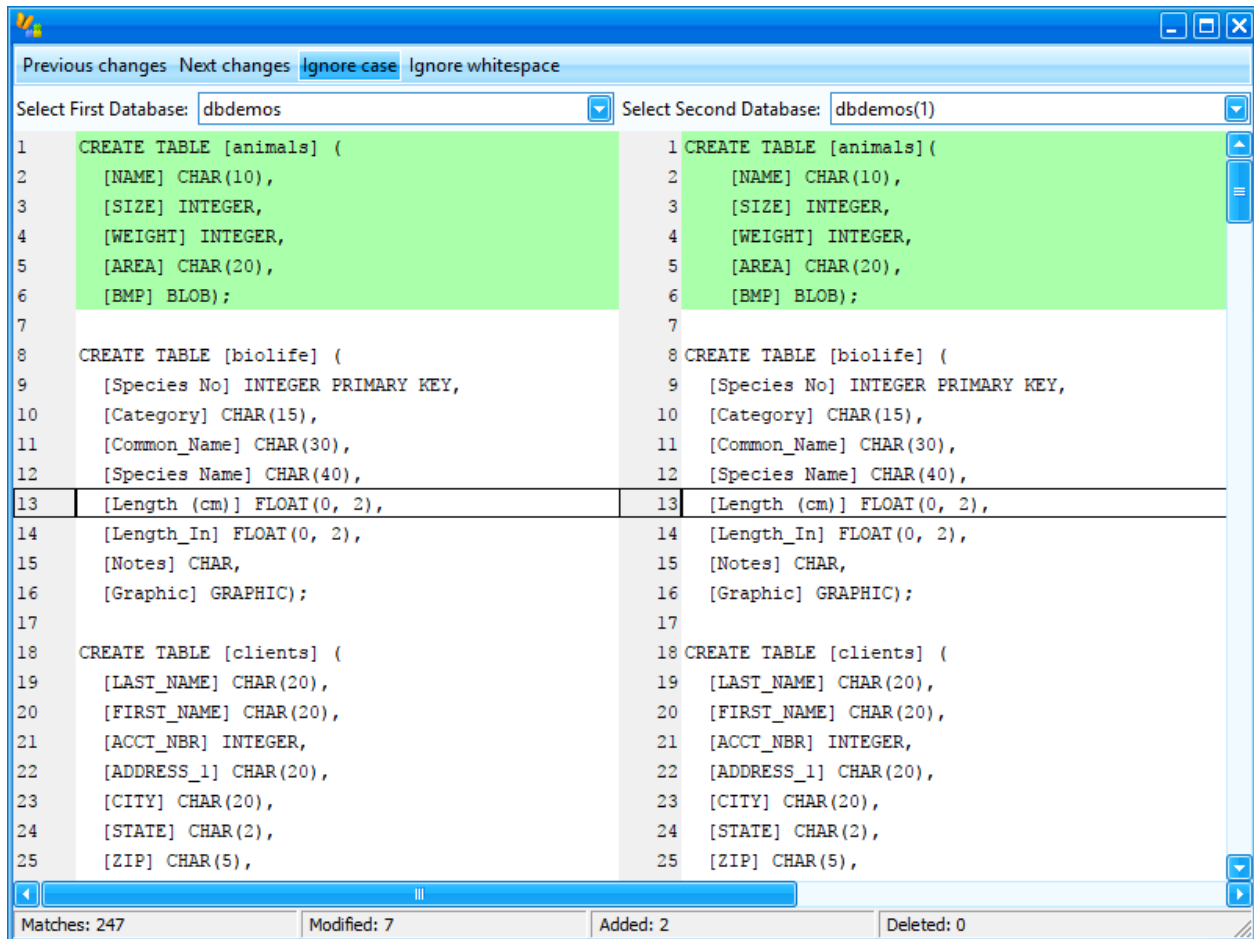 Previous changes Next changes Ignore case Ignore whitespace
Select First Database: dbdemos Select Second Database: dbdemos(1)
1 CREATE TABLE [animals] ( 1 CREATE TABLE [animals](
2 [NAME] CHAR(10), 2 [NAME] CHAR(10),
3 [SIZE] INTEGER, 3 [SIZE] INTEGER,
4 [WEIGHT] INTEGER, 4 [WEIGHT] INTEGER,
5 [AREA] CHAR(20), 5 [AREA] CHAR(20),
6 [BMP] BLOB); 6 [BMP] BLOB);
7 7
8 CREATE TABLE [biolife] ( 8 CREATE TABLE [biolife] (
9 [Species No] INTEGER PRIMARY KEY, 9 [Species No] INTEGER PRIMARY KEY,
10 [Category] CHAR(15), 10 [Category] CHAR(15),
11 [Common_Name] CHAR(30), 11 [Common_Name] CHAR(30),
12 [Species Name] CHAR(40), 12 [Species Name] CHAR(40),
13 [Length (cm)] FLOAT(0, 2), 13 [Length (cm)] FLOAT(0, 2),
14 [Length_In] FLOAT(0, 2), 14 [Length_In] FLOAT(0, 2),
15 [Notes] CHAR, 15 [Notes] CHAR,
16 [Graphic] GRAPHIC); 16 [Graphic] GRAPHIC);
17 17
18 CREATE TABLE [clients] ( 18 CREATE TABLE [clients] (
19 [LAST_NAME] CHAR(20), 19 [LAST_NAME] CHAR(20),
20 [FIRST_NAME] CHAR(20), 20 [FIRST_NAME] CHAR(20),
21 [ACCT_NBR] INTEGER, 21 [ACCT_NBR] INTEGER,
22 [ADDRESS_1] CHAR(20), 22 [ADDRESS_1] CHAR(20),
23 [CITY] CHAR(20), 23 [CITY] CHAR(20),
24 [STATE] CHAR(2), 24 [STATE] CHAR(2),
25 [ZIP] CHAR(5), 25 [ZIP] CHAR(5),
Matches: 247 Modified: 7 Added: 2 Deleted: 0